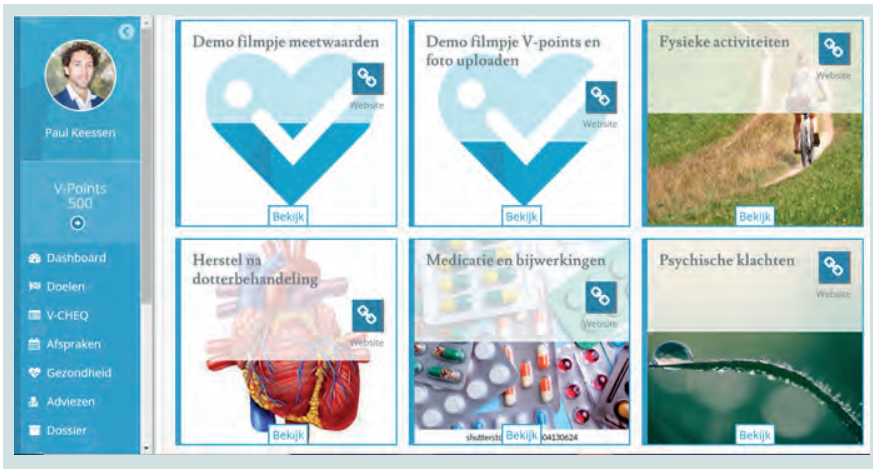 Paul Keessen
V-Points
500
Dashboard
Doelen
V-CHEQ
Afspraken
Gezondheid
Adviezen
Dossier
Demo filmpje meetwaarden
Website
Bekijk
Demo filmpje V-points en
foto uploaden
Website
Bekijk
Fysieke activiteiten
Website
Bekijk
Herstel na
dotterbehandeling
Website
Bekijk
Medicatie en bijwerkingen
Website
shutterst
Bekijk
04130624
Psychische klachten
Website
Bekijk